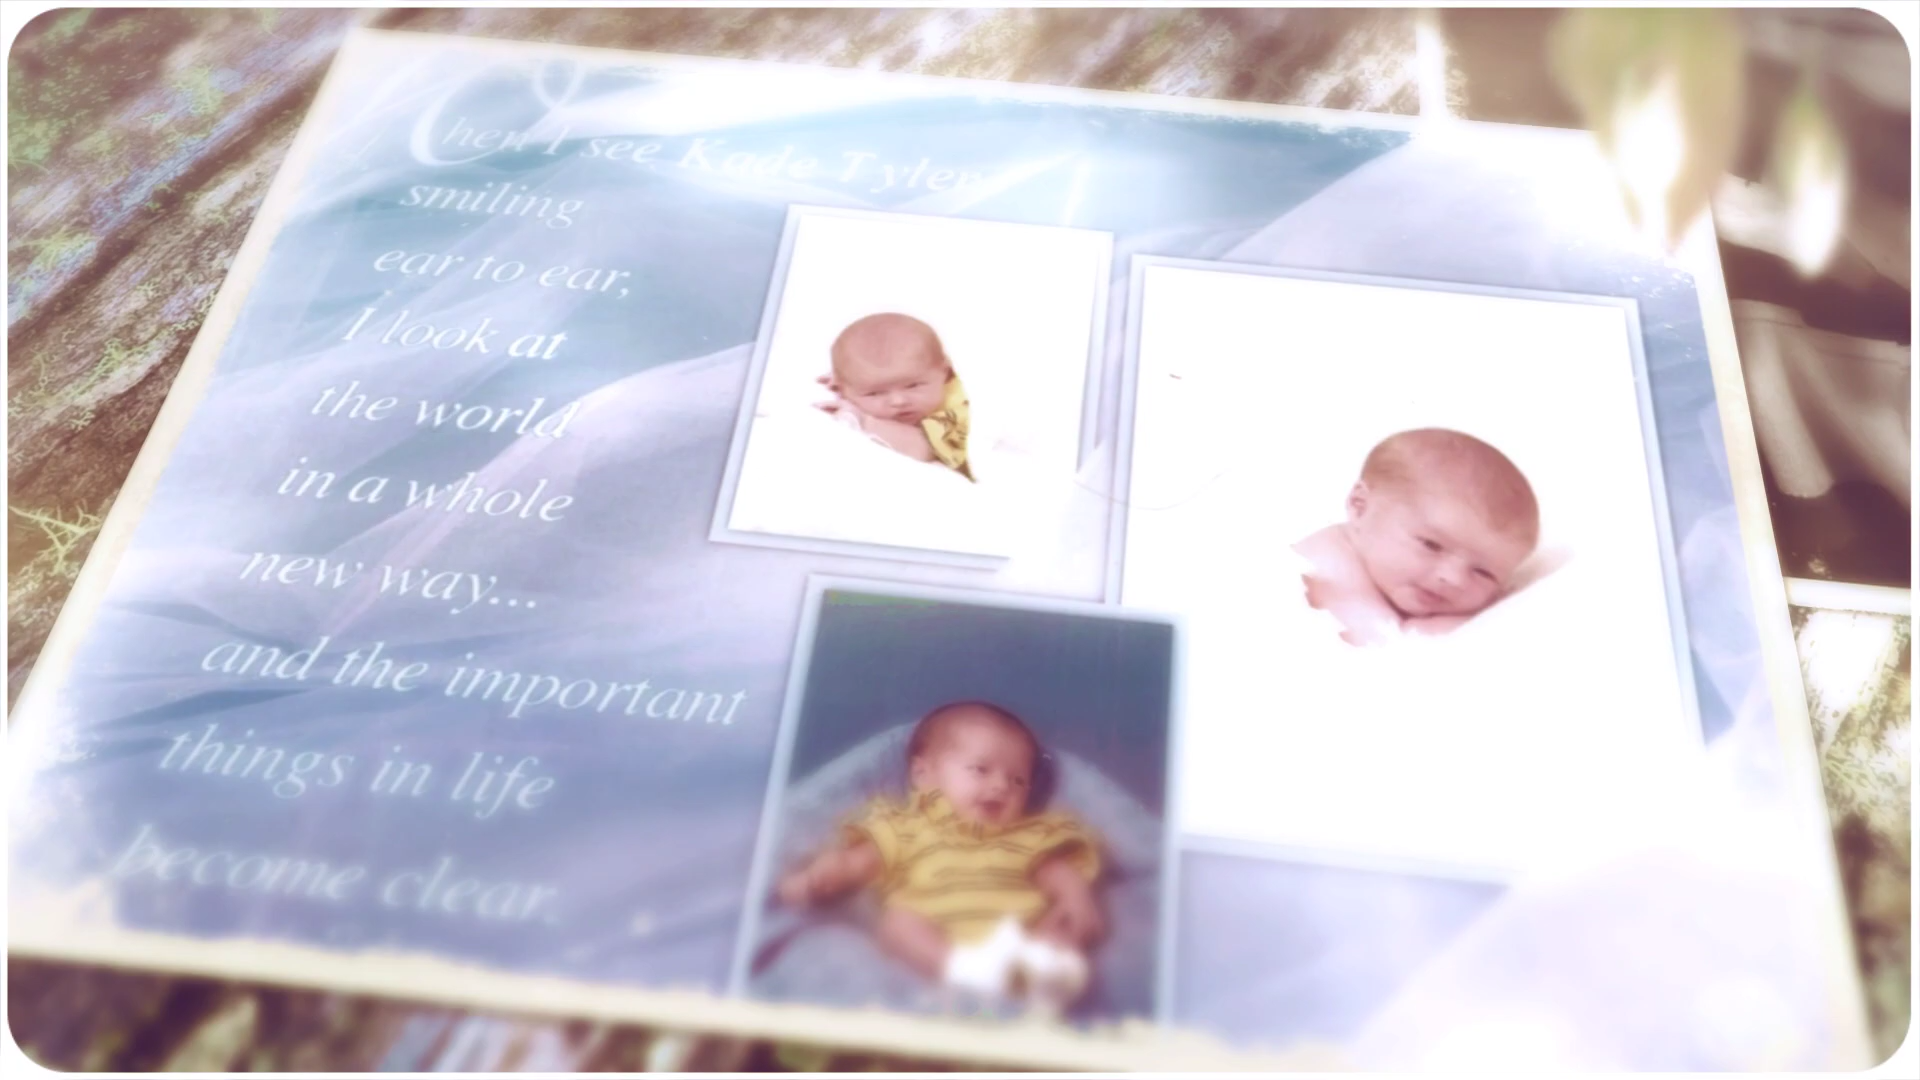 When I see Kade Tyler
smiling
ear to ear,
I look at
the world
in a whole
new way...
and the important
things in life
become clear.